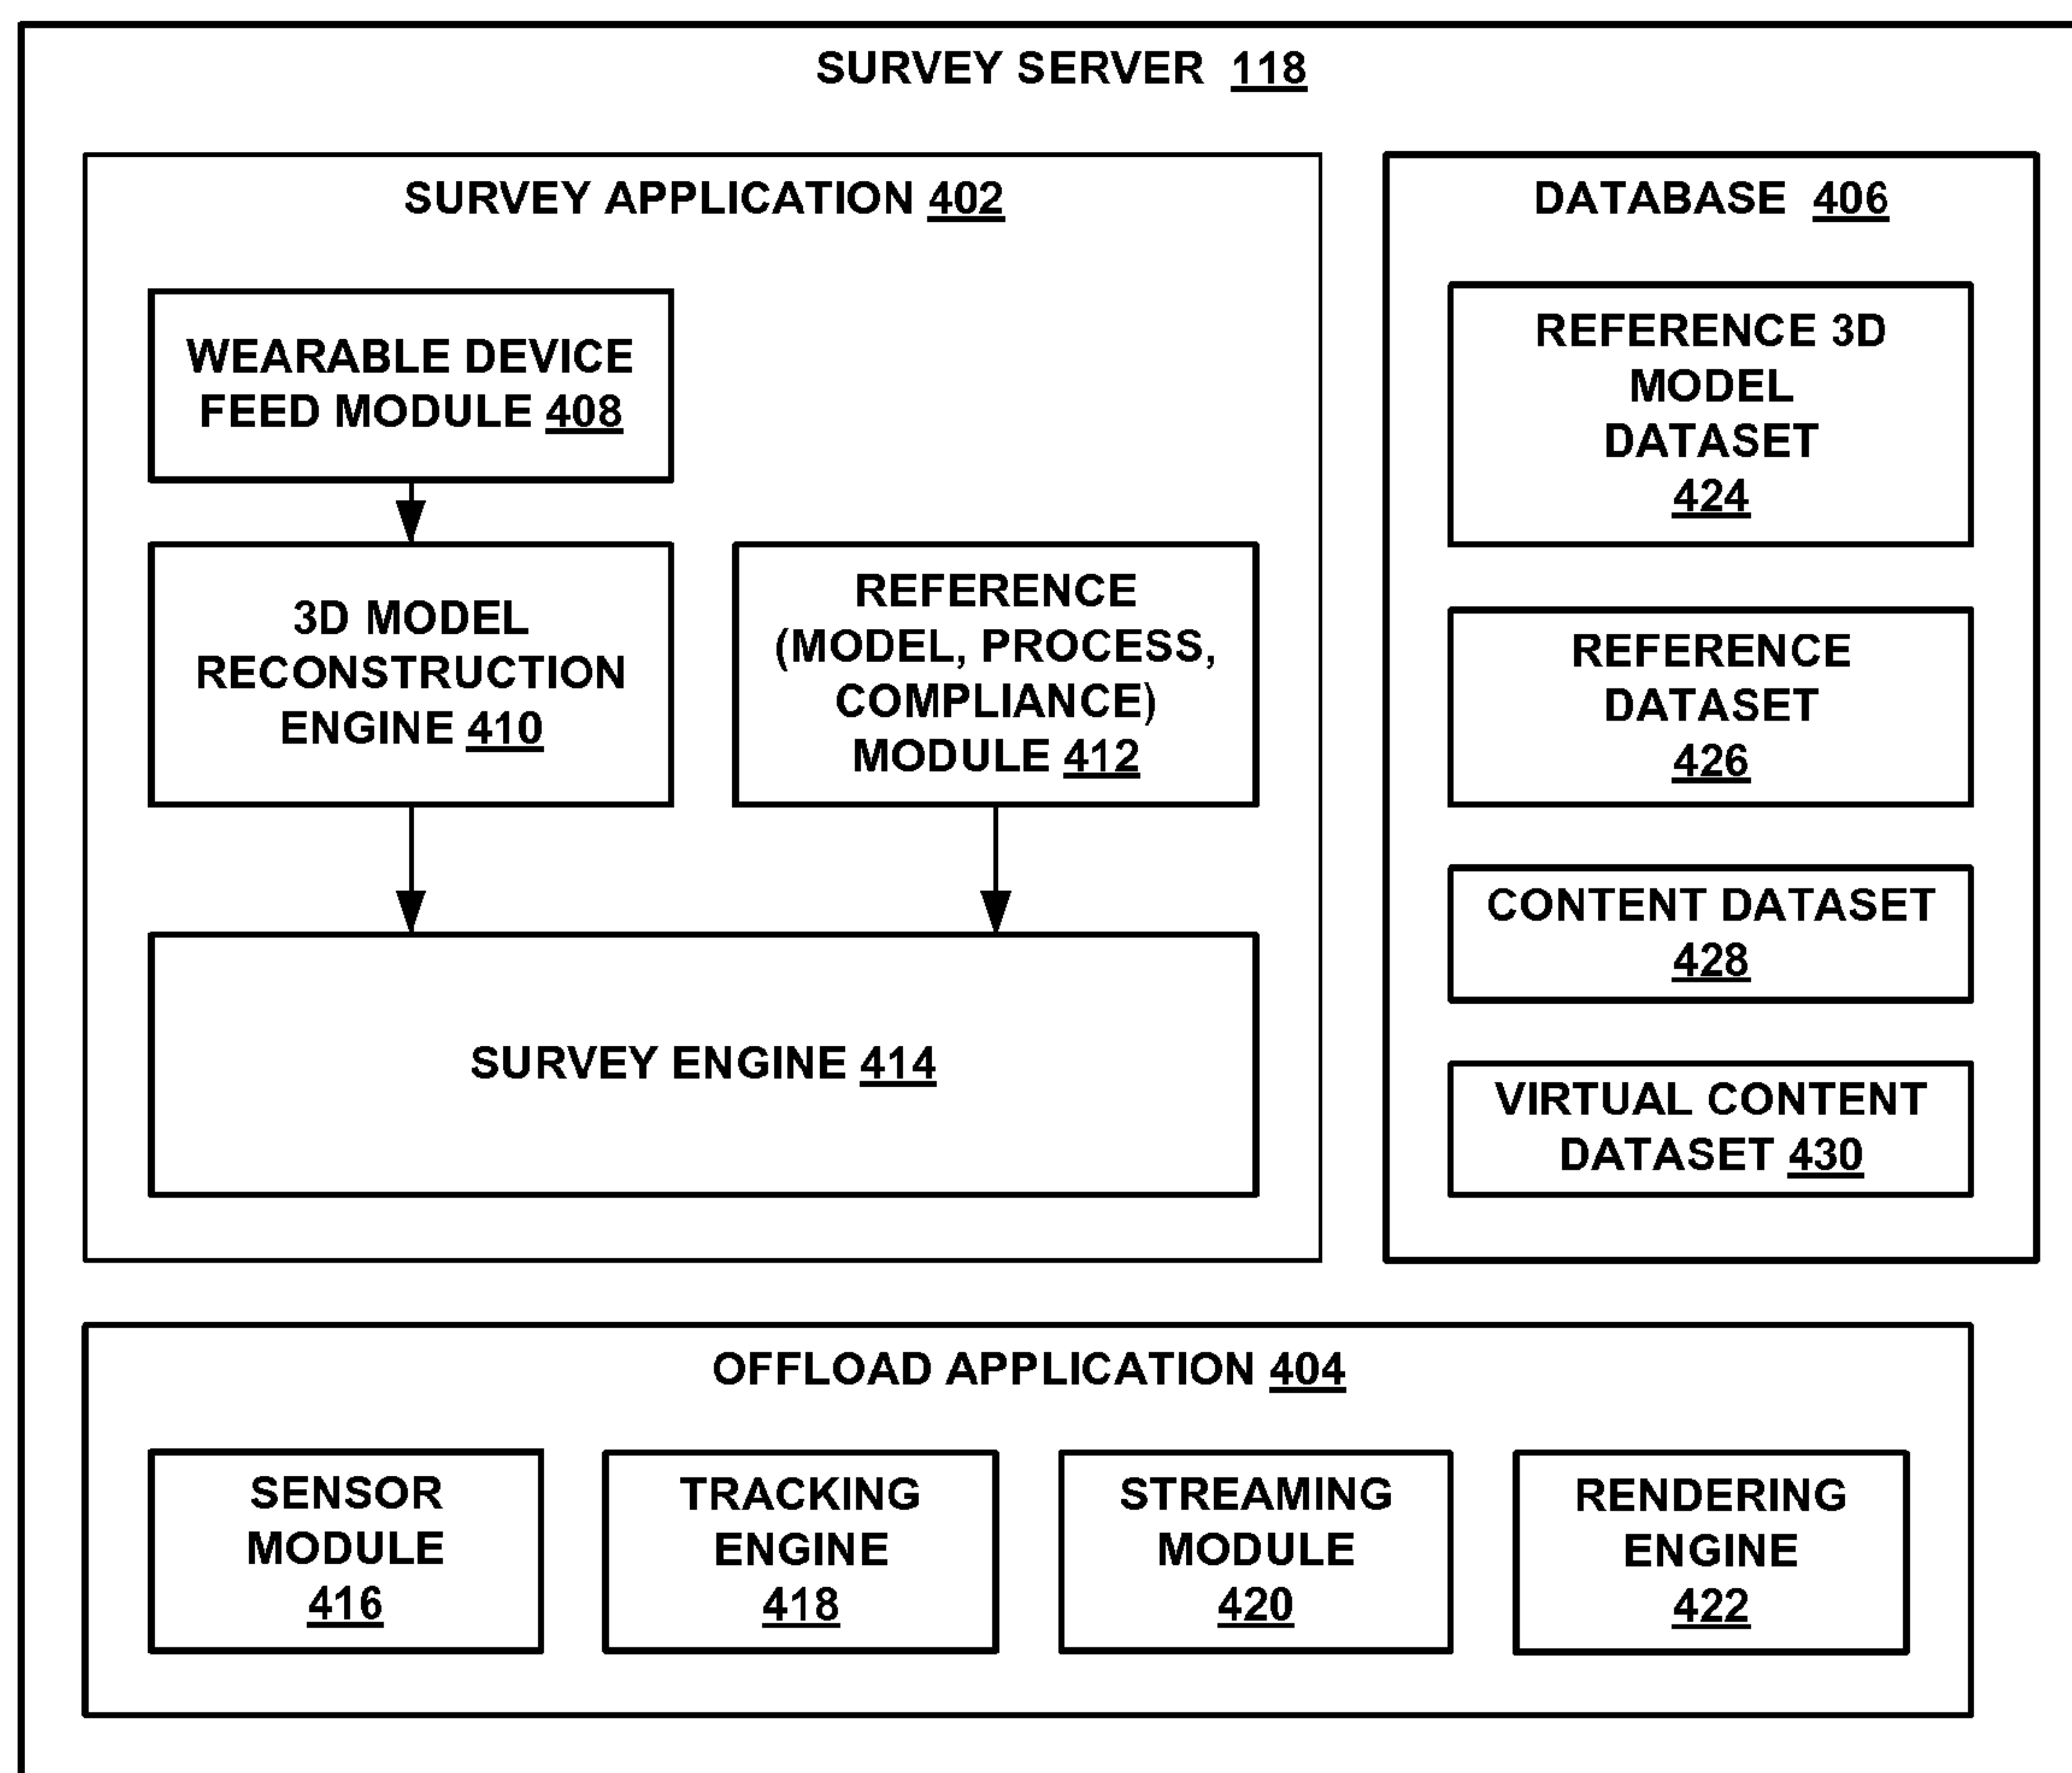 SURVEY SERVER 118
SURVEY APPLICATION 402
WEARABLE DEVICE
FEED MODULE 408
3D MODEL
RECONSTRUCTION
ENGINE 410
REFERENCE
(MODEL, PROCESS,
COMPLIANCE)
MODULE 412
SURVEY ENGINE 414
DATABASE 406
REFERENCE 3D
MODEL
DATASET
424
REFERENCE
DATASET
426
CONTENT DATASET
428
VIRTUAL CONTENT
DATASET 430
OFFLOAD APPLICATION 404
SENSOR
MODULE
416
TRACKING
ENGINE
418
STREAMING
MODULE
420
RENDERING
ENGINE
422